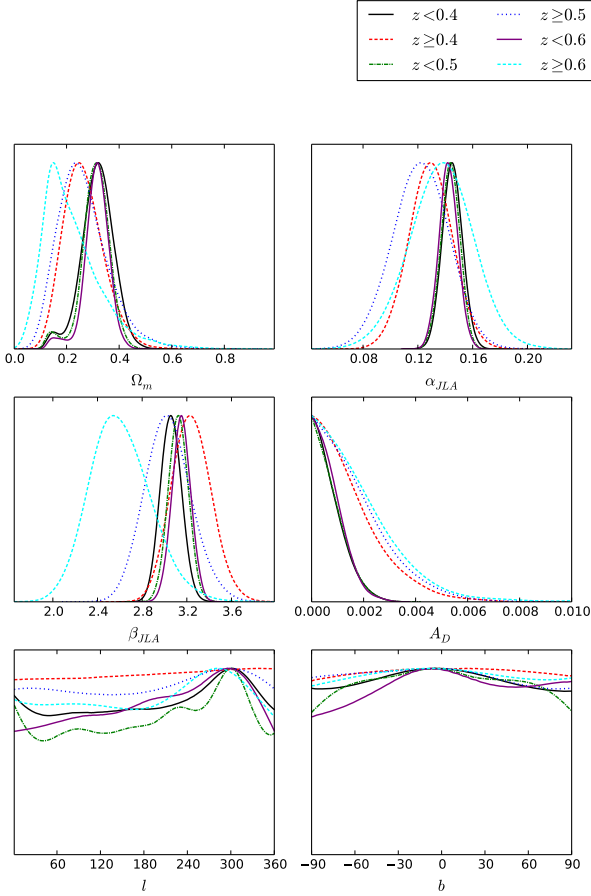 z<0.4 z≥0.5
z≥0.4 z<0.6
z<0.5 z≥0.6
0.0 0.2 0.4 0.6 0.8
Ω_m
0.08 0.12 0.16 0.20
α_JLA
2.0 2.4 2.8 3.2 3.6
β_JLA
0.000 0.002 0.004 0.006 0.008 0.010
A_D
60 120 180 240 300 360
l
−90 −60 −30 0 30 60 90
b